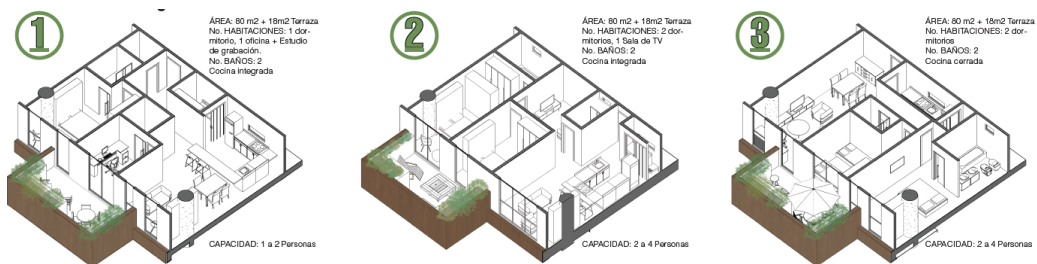 1
ÁREA: 80 m2 + 18m2 Terraza
No. HABITACIONES: 1 dor-
mitorio, 1 oficina + Estudio
de grabación.
No. BAÑOS: 2
Cocina integrada
CAPACIDAD: 1 a 2 Personas
2
ÁREA: 80 m2 + 18m2 Terraza
No. HABITACIONES: 2 dor-
mitorios, 1 Sala de TV
No. BAÑOS: 2
Cocina integrada
CAPACIDAD: 2 a 4 Personas
3
ÁREA: 80 m2 + 18m2 Terraza
No. HABITACIONES: 2 dor-
mitorios
No. BAÑOS: 2
Cocina cerrada
CAPACIDAD: 2 a 4 Personas